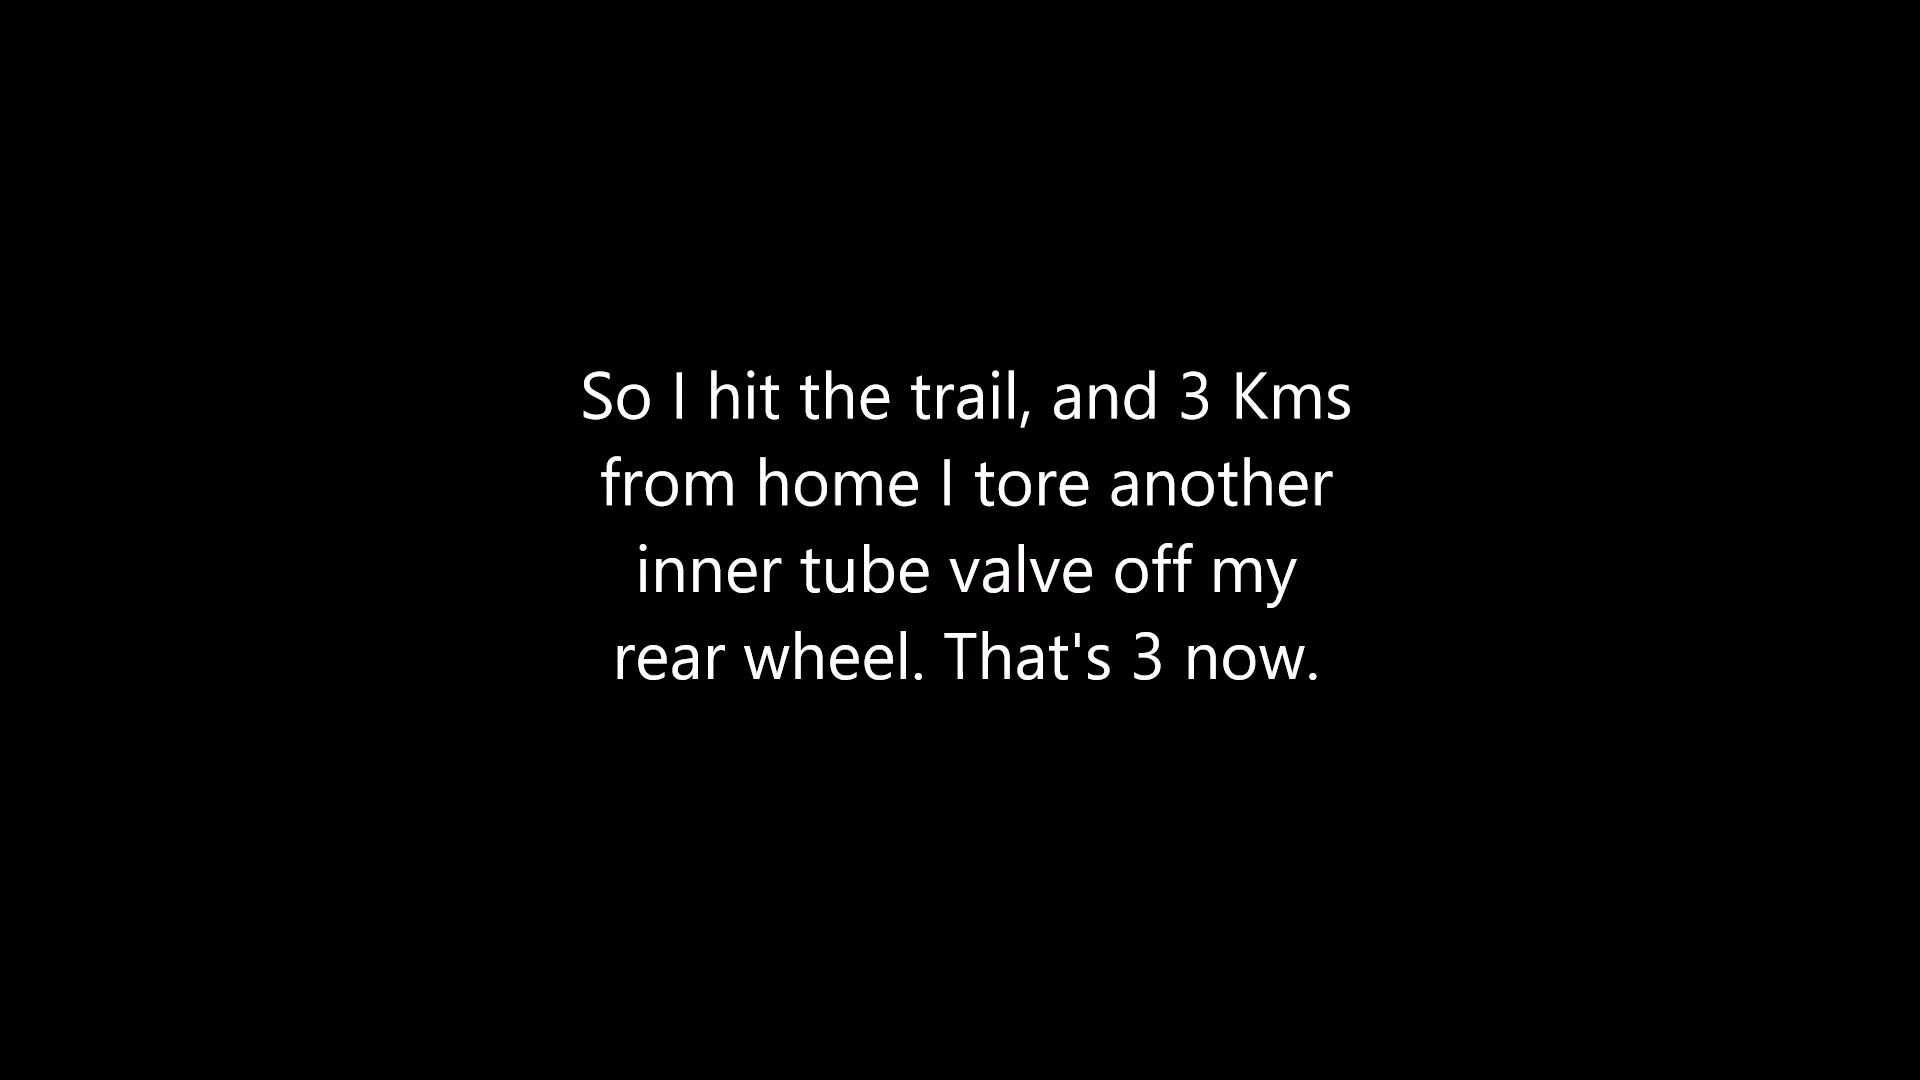 So I hit the trail, and 3 Kms
from home I tore another
inner tube valve off my
rear wheel. That's 3 now.